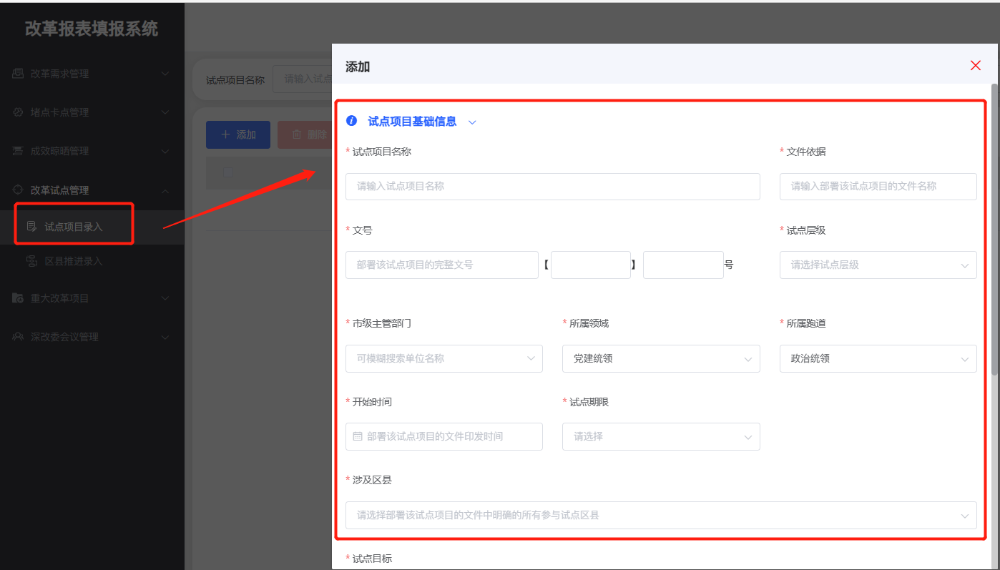 改革报表填报系统
改革需求管理
堵点卡点管理
成效晾晒管理
改革试点管理
试点项目录入
区县推进录入
重大改革项目
深改委会议管理
试点项目名称 请输入试点
添加 删除
添加
试点项目基础信息
*试点项目名称 *文件依据
请输入试点项目名称 请输入部署该试点项目的文件名称
*文号 *试点层级
部署该试点项目的完整文号 【 】 号 请选择试点层级
*市级主管部门 *所属领域 *所属跑道
可模糊搜索单位名称 党建统领 政治统领
*开始时间 *试点期限
部署该试点项目的文件印发时间 请选择
*涉及区县
请选择部署该试点项目的文件中明确的所有参与试点区县
*试点目标